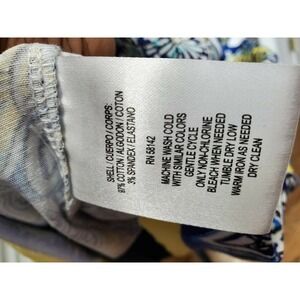 SHELL/CUERPO/CORPS:
97% COTTON/ALGODON/COTON
3% SPANDEX/ELASTANO
RN 58142
MACHINE WASH COLD
WITH SIMILAR COLORS
GENTLE CYCLE
ONLY NON-CHLORINE
BLEACH WHEN NEEDED
TUMBLE DRY LOW
WARM IRON AS NEEDED
DRY CLEAN